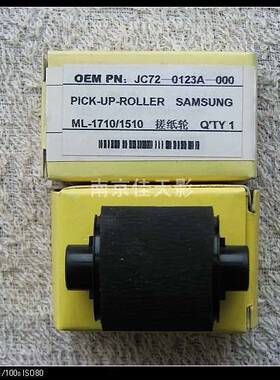 OEM PN: JC72-0123A-000
PICK-UP-ROLLER SAMSUNG
ML-1710/1510 搓纸轮 Q'TY 1
南京佳天影
/100s ISO80